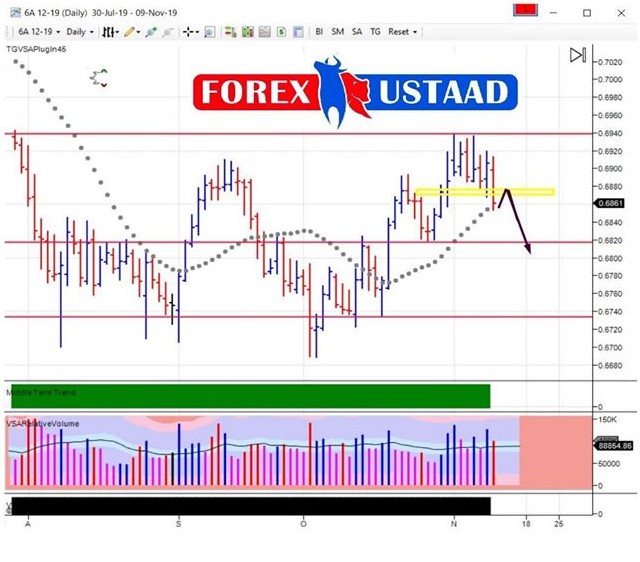 6A 12-19 (Daily) 30-Jul-19 - 09-Nov-19
6A 12-19 Daily BI SM SA TG Reset
TGVSAPlugIn45
FOREX USTAAD
0.7020
0.7000
0.6980
0.6960
0.6940
0.6920
0.6900
0.6880
0.6861
0.6840
0.6820
0.6800
0.6780
0.6760
0.6740
0.6720
0.6700
0.6680
Middle Term Trend
0
VSARelativeVolume
150K
88854.86
50000
0
0
A S O N 18 25